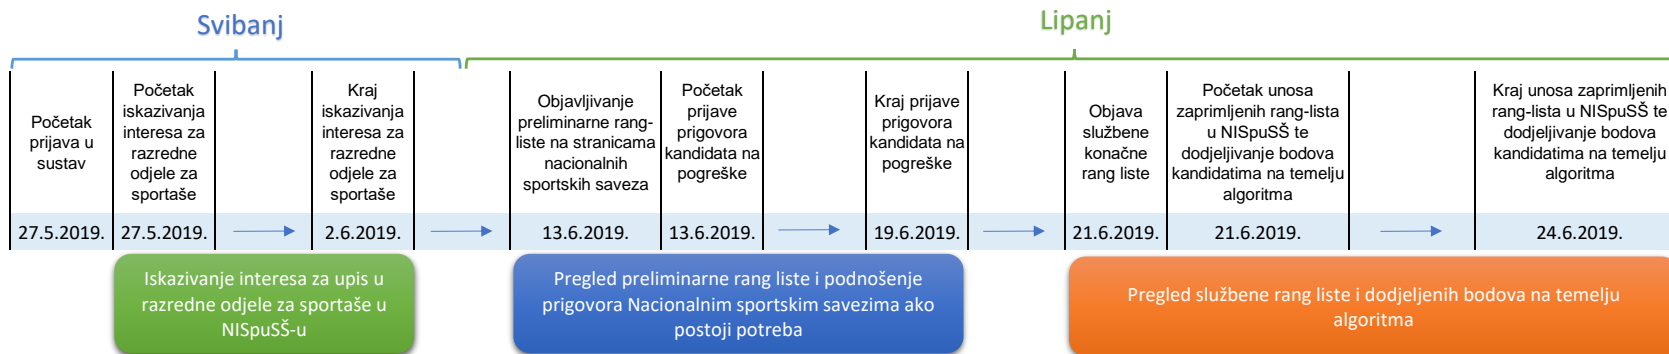 Svibanj
Lipanj
Početak
prijava u
sustav
Početak
iskazivanja
interesa za
razredne
odjele za
sportaše
Kraj
iskazivanja
interesa za
razredne
odjele za
sportaše
Objavljivanje
preliminarne rang-
liste na stranicama
nacionalnih
sportskih saveza
Početak
prijave
prigovora
kandidata na
pogreške
Kraj prijave
prigovora
kandidata na
pogreške
Objava
službene
konačne
rang liste
Početak unosa
zaprimljenih rang-lista
u NISpuSŠ te
dodjeljivanje bodova
kandidatima na temelju
algoritma
Kraj unosa zaprimljenih
rang-lista u NISpuSŠ te
dodjeljivanje bodova
kandidatima na temelju
algoritma
27.5.2019.
27.5.2019.
2.6.2019.
13.6.2019.
13.6.2019.
19.6.2019.
21.6.2019.
21.6.2019.
24.6.2019.
Iskazivanje interesa za upis u
razredne odjele za sportaše u
NISpuSŠ-u
Pregled preliminarne rang liste i podnošenje
prigovora Nacionalnim sportskim savezima ako
postoji potreba
Pregled službene rang liste i dodjeljenih bodova na temelju
algoritma